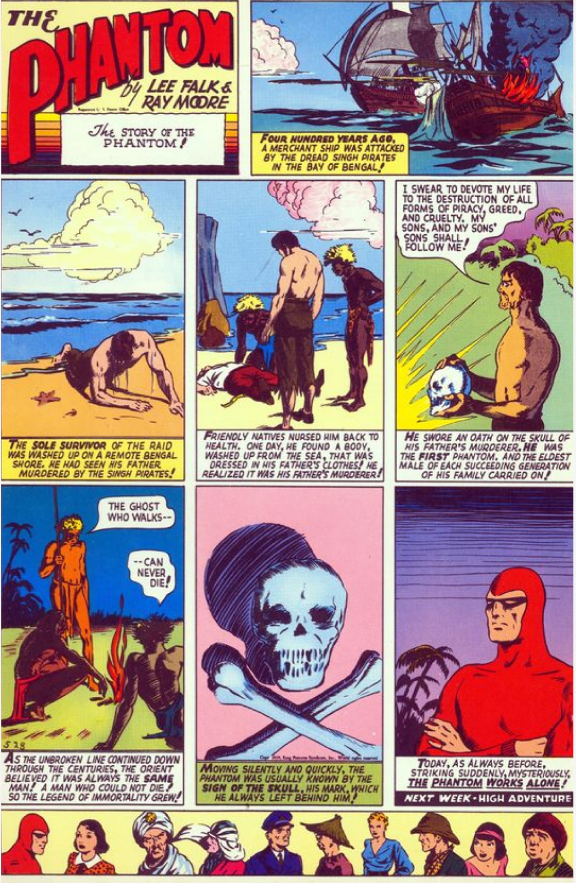 THE
PHANTOM
by LEE FALK &
RAY MOORE
The STORY OF THE
PHANTOM!
FOUR HUNDRED YEARS AGO,
A MERCHANT SHIP WAS ATTACKED
BY THE DREAD SINGH PIRATES
IN THE BAY OF BENGAL!
THE SOLE SURVIVOR OF THE RAID
WAS WASHED UP ON A REMOTE BENGAL
SHORE. HE HAD SEEN HIS FATHER
MURDERED BY THE SINGH PIRATES!
FRIENDLY NATIVES NURSED HIM BACK TO
HEALTH. ONE DAY, HE FOUND A BODY,
WASHED UP FROM THE SEA, THAT WAS
DRESSED IN HIS FATHER'S CLOTHES! HE
REALIZED IT WAS HIS FATHER'S MURDERER!
I SWEAR TO DEVOTE MY LIFE
TO THE DESTRUCTION OF ALL
FORMS OF PIRACY, GREED,
AND CRUELTY. MY
SONS, AND MY SONS'
SONS SHALL
FOLLOW ME!
HE SWORE AN OATH ON THE SKULL OF
HIS FATHER'S MURDERER. HE WAS
THE FIRST PHANTOM. AND THE ELDEST
MALE OF EACH SUCCEEDING GENERATION
OF HIS FAMILY CARRIED ON!
THE GHOST
WHO WALKS--
--CAN
NEVER
DIE!
5 28
AS THE UNBROKEN LINE CONTINUED DOWN
THROUGH THE CENTURIES, THE ORIENT
BELIEVED IT WAS ALWAYS THE SAME
MAN! A MAN WHO COULD NOT DIE!
SO THE LEGEND OF IMMORTALITY GREW!
King Features Syndicate, Inc., World rights reserved
MOVING SILENTLY AND QUICKLY, THE
PHANTOM WAS USUALLY KNOWN BY THE
SIGN OF THE SKULL, HIS MARK, WHICH
HE ALWAYS LEFT BEHIND HIM!
TODAY, AS ALWAYS BEFORE,
STRIKING SUDDENLY, MYSTERIOUSLY,
THE PHANTOM WORKS ALONE!
NEXT WEEK-HIGH ADVENTURE